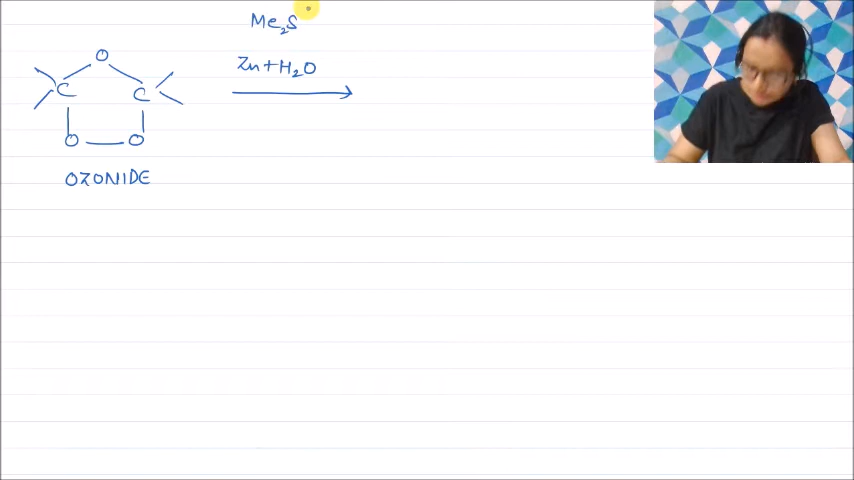 Me₂S
O
Zn + H₂O
C C
O O
OZONIDE